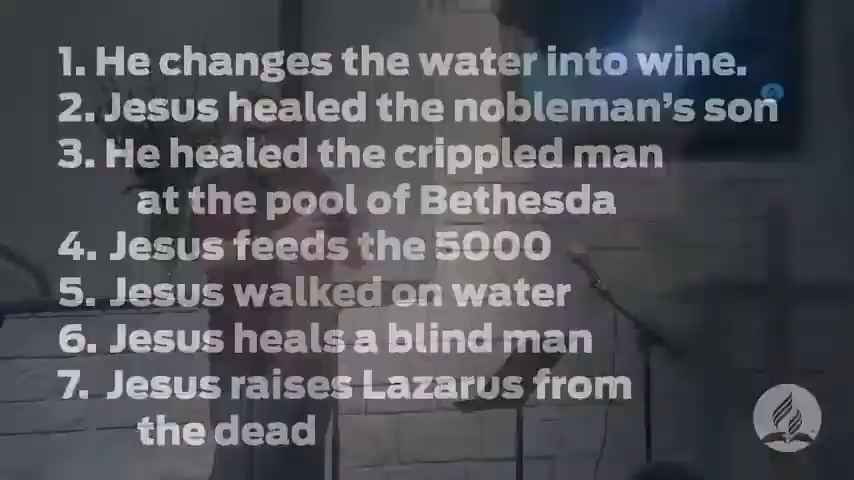 1. He changes the water into wine.
2. Jesus healed the nobleman's son
3. He healed the crippled man
at the pool of Bethesda
4. Jesus feeds the 5000
5. Jesus walked on water
6. Jesus heals a blind man
7. Jesus raises Lazarus from
the dead